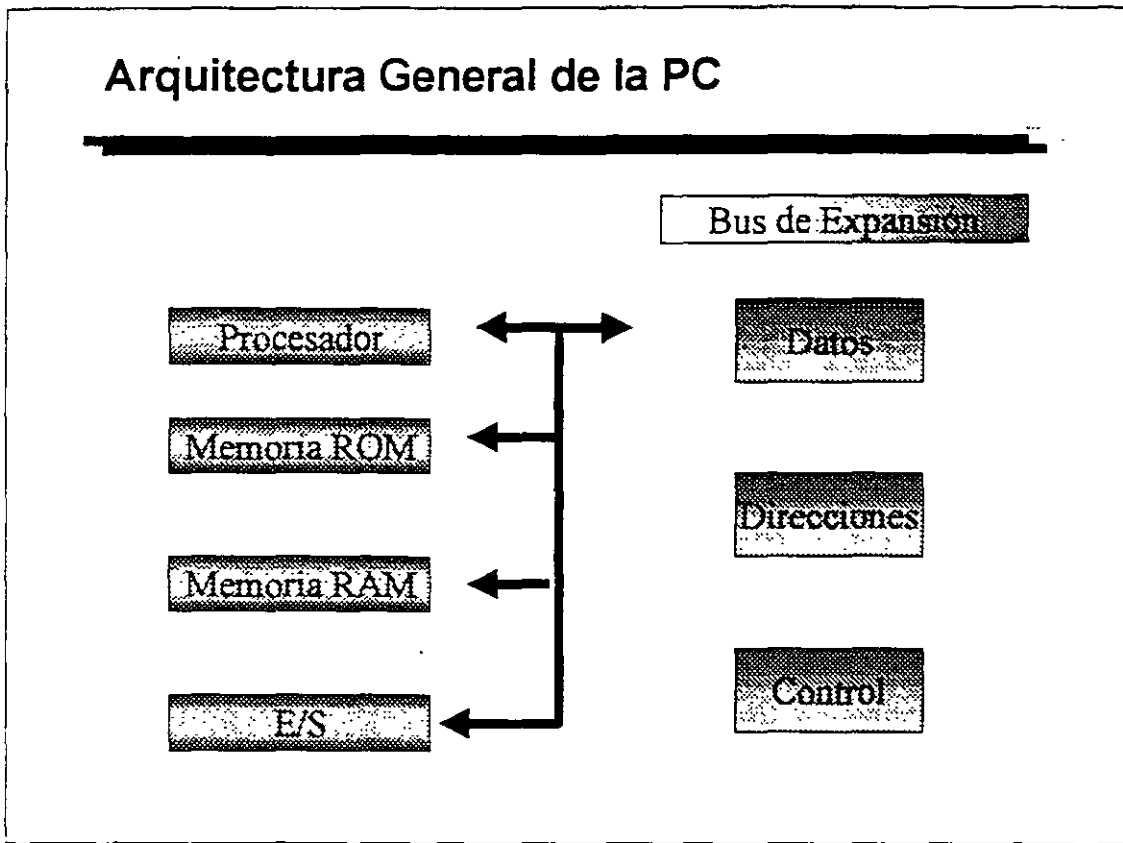 Arquitectura General de la PC
Bus de Expansión
Procesador
Memoria ROM
Memoria RAM
E/S
Datos
Direcciones
Control